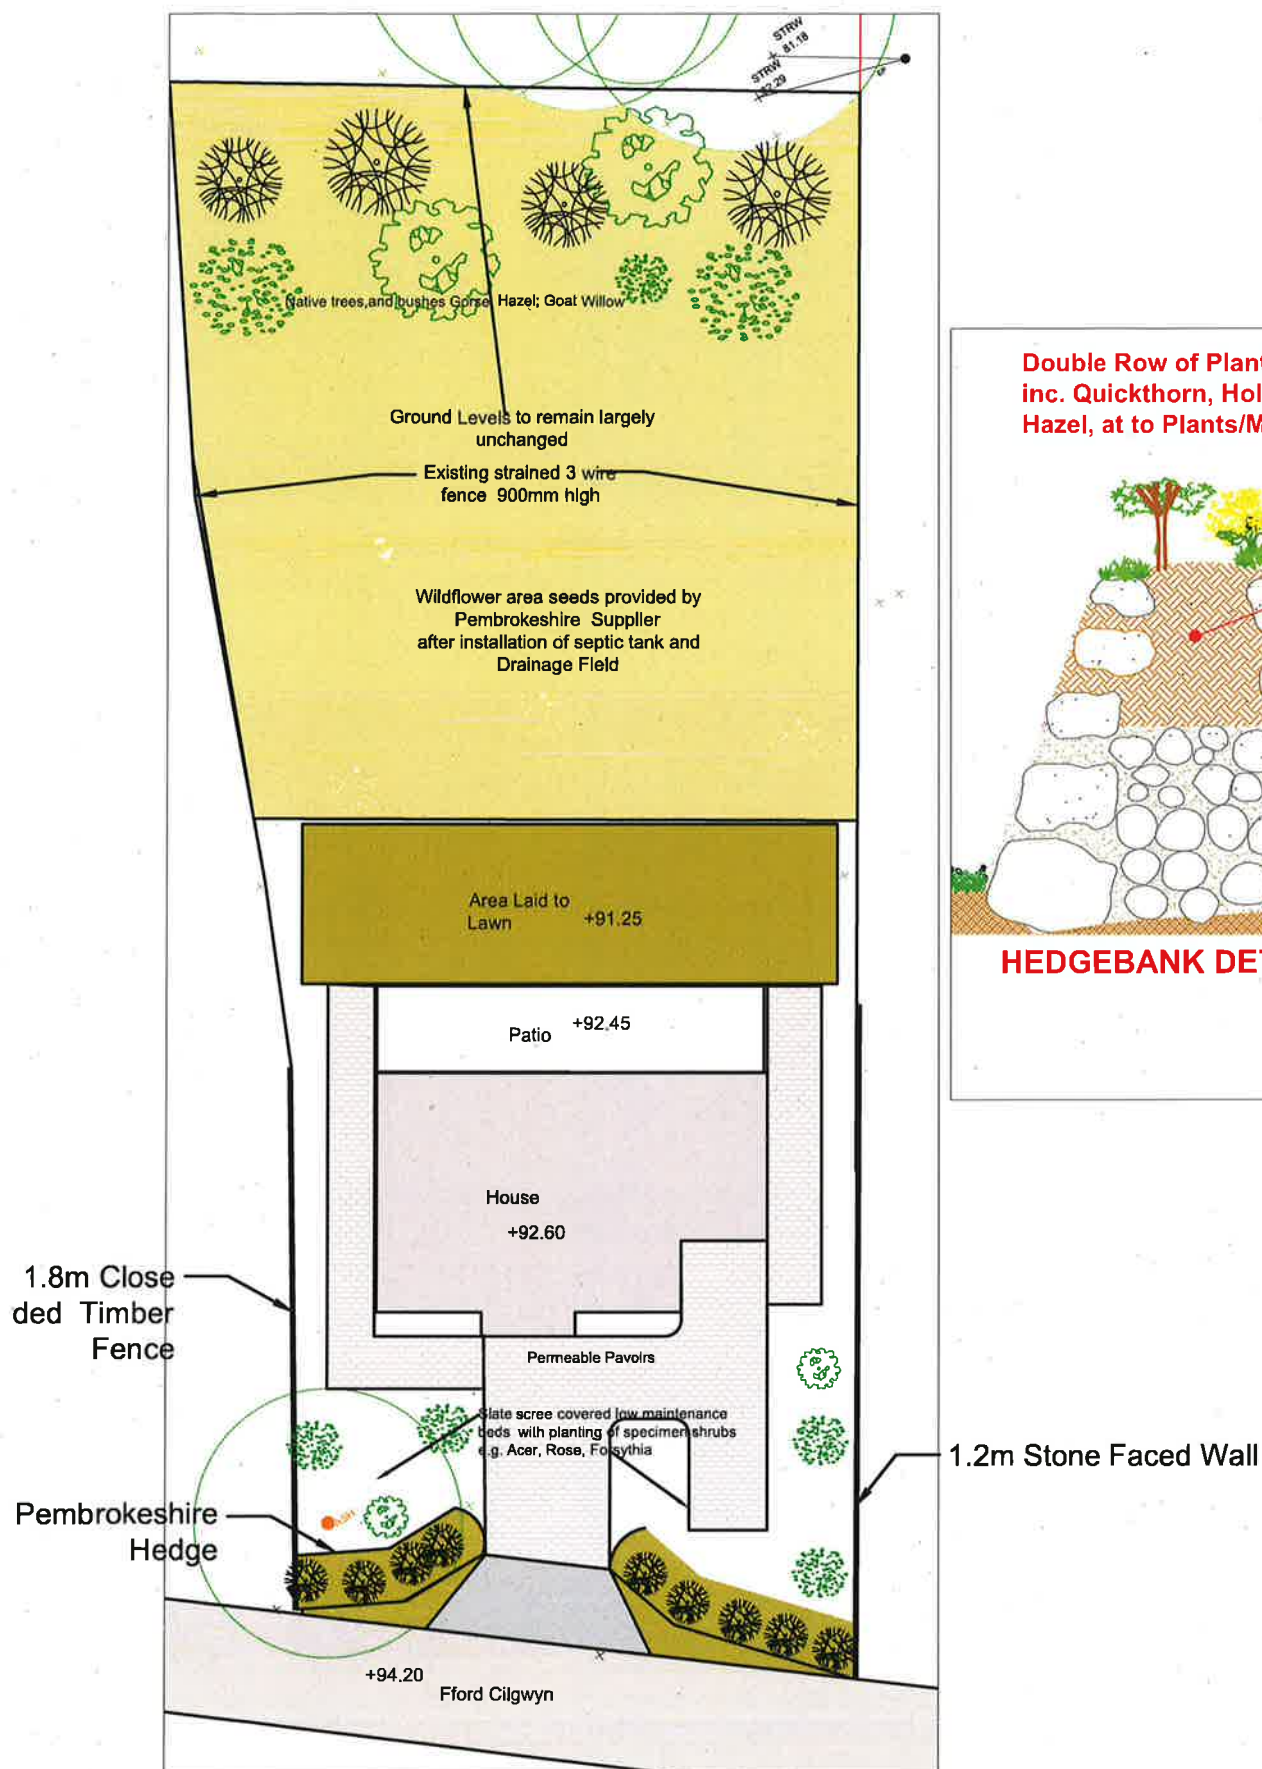 STRW
81.18
STRW
Native trees,and bushes Gorse, Hazel; Goat Willow
Ground Levels to remain largely
unchanged
Existing strained 3 wire
fence 900mm high
Wildflower area seeds provided by
Pembrokeshire Supplier
after installation of septic tank and
Drainage Field
Area Laid to
Lawn
+91.25
Patio
+92.45
House
+92.60
Permeable Pavoirs
Slate scree covered low maintenance
beds with planting of specimen shrubs
e.g. Acer, Rose, Forsythia
ASH
1.8m Close
ded Timber
Fence
Pembrokeshire
Hedge
1.2m Stone Faced Wall
+94.20
Fford Cilgwyn
Double Row of Plant
inc. Quickthorn, Hol
Hazel, at to Plants/M
HEDGEBANK DET